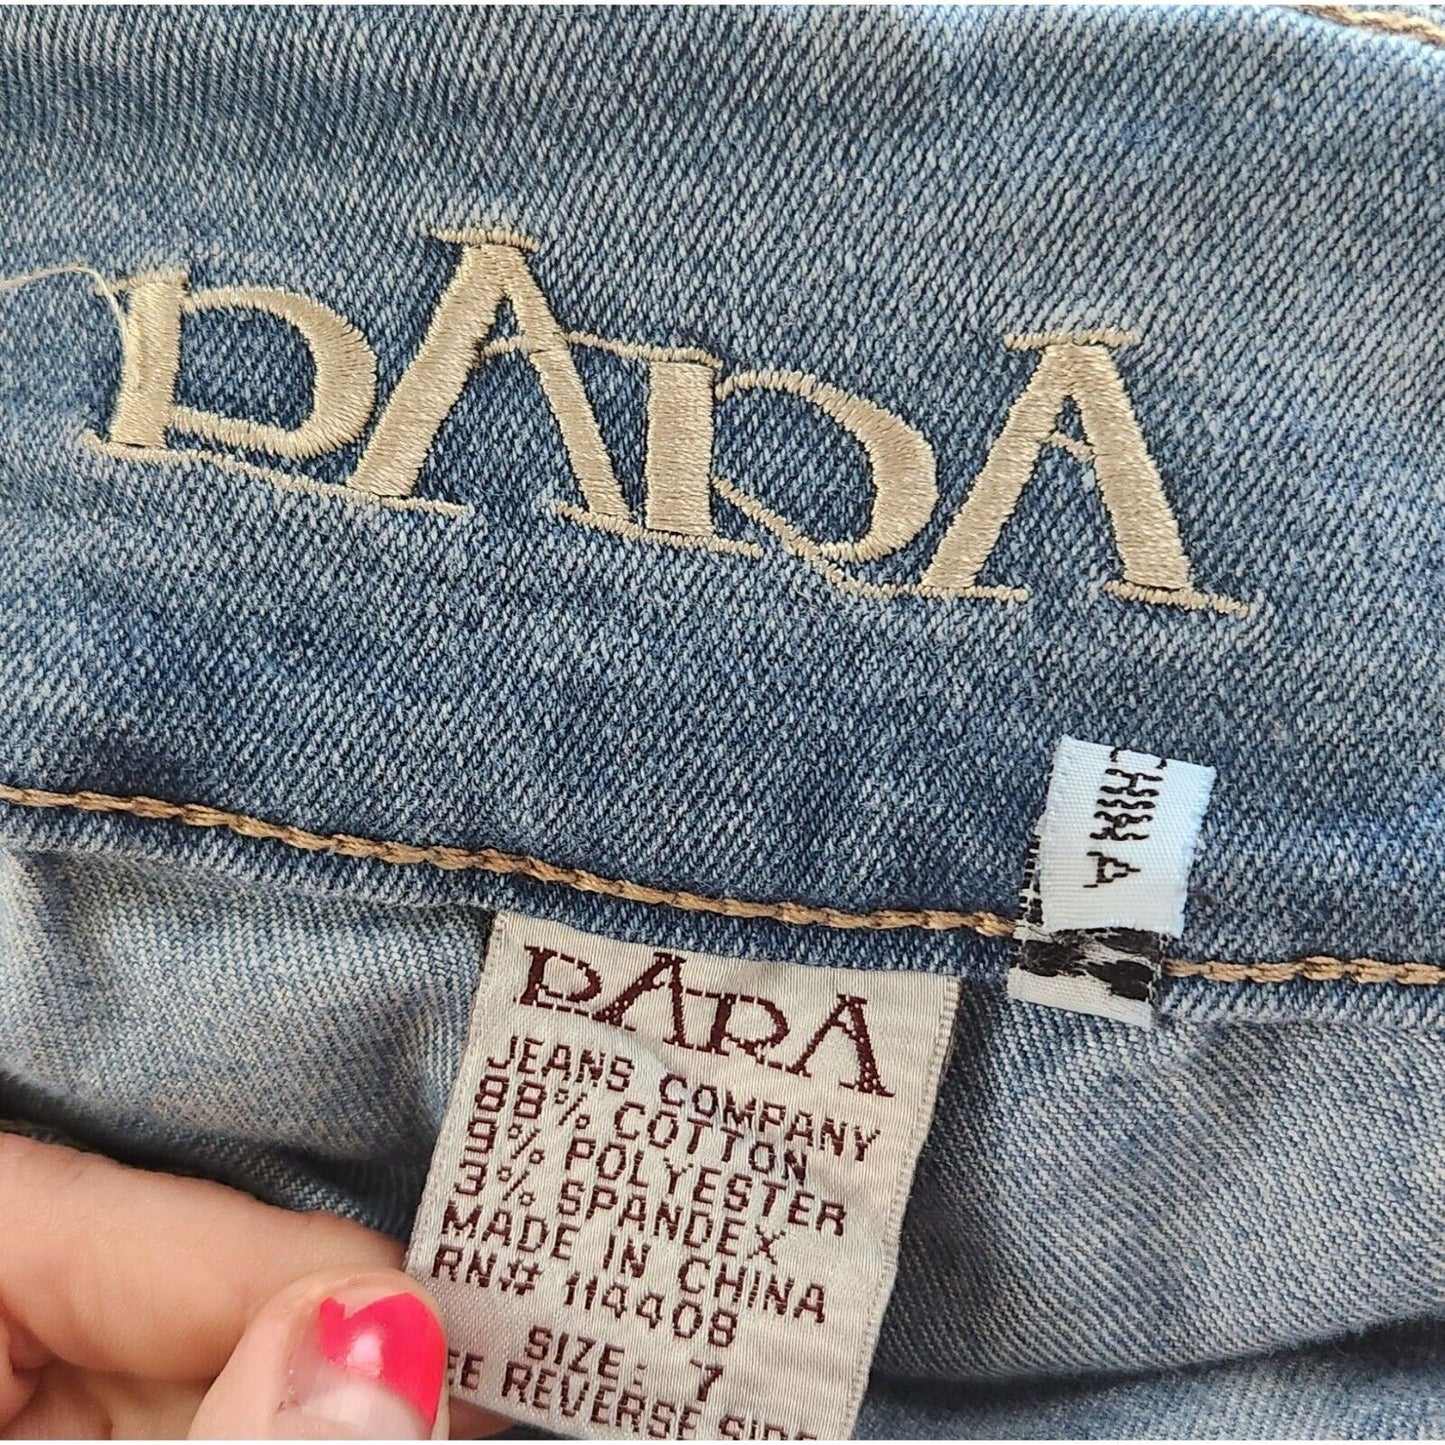 DADA
CHINA
DADA
JEANS COMPANY
88% COTTON
9% POLYESTER
3% SPANDEX
MADE IN CHINA
RN# 114408
SIZE: 7
EE REVERSE SIDE